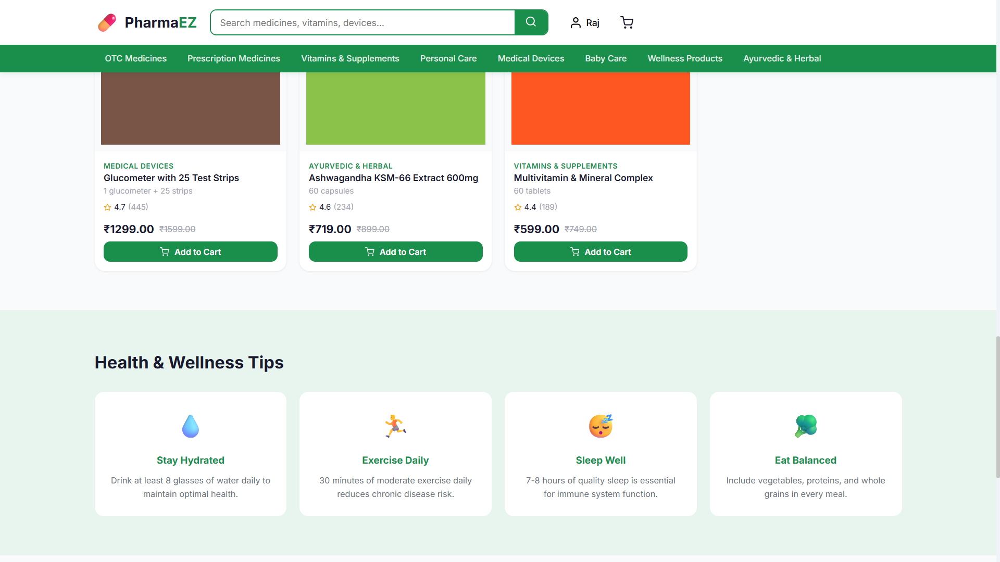 PharmaEZ
Search medicines, vitamins, devices...
Raj
OTC Medicines
Prescription Medicines
Vitamins & Supplements
Personal Care
Medical Devices
Baby Care
Wellness Products
Ayurvedic & Herbal
MEDICAL DEVICES
Glucometer with 25 Test Strips
1 glucometer + 25 strips
4.7 (445)
₹1299.00 ₹1599.00
Add to Cart
AYURVEDIC & HERBAL
Ashwagandha KSM-66 Extract 600mg
60 capsules
4.6 (234)
₹719.00 ₹899.00
Add to Cart
VITAMINS & SUPPLEMENTS
Multivitamin & Mineral Complex
60 tablets
4.4 (189)
₹599.00 ₹749.00
Add to Cart
Health & Wellness Tips
Stay Hydrated
Drink at least 8 glasses of water daily to
maintain optimal health.
Exercise Daily
30 minutes of moderate exercise daily
reduces chronic disease risk.
Sleep Well
7-8 hours of quality sleep is essential
for immune system function.
Eat Balanced
Include vegetables, proteins, and whole
grains in every meal.